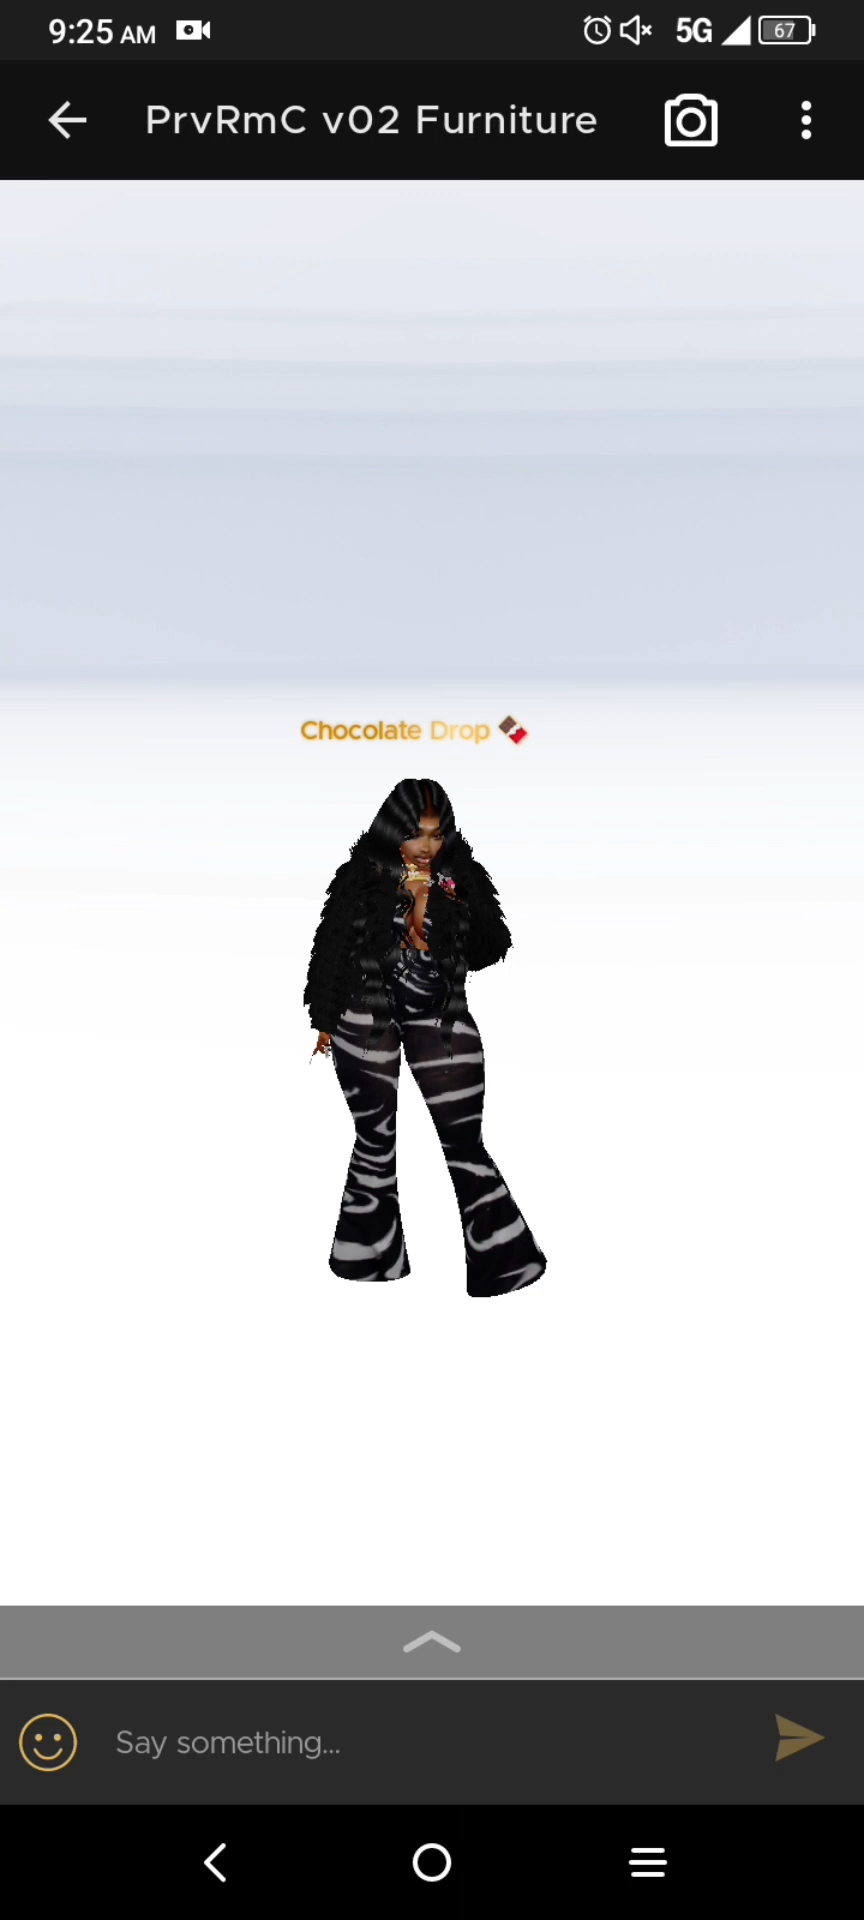 9:25 AM
5G
67
PrvRmC v02 Furniture
Chocolate Drop 🍫
Say something...